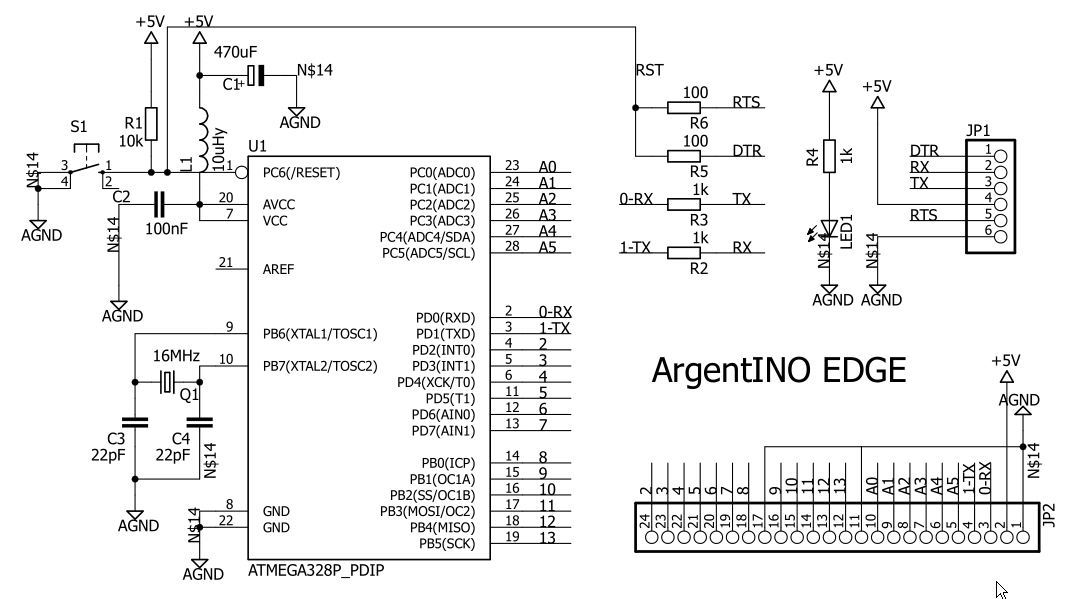 +5V
+5V
470uF
C1
+
N$14
AGND
S1
R1
10k
L1
10uHy
3
1
4
2
N$14
AGND
C2
100nF
N$14
AGND
U1
1
PC6(/RESET)
20
AVCC
7
VCC
21
AREF
9
PB6(XTAL1/TOSC1)
10
PB7(XTAL2/TOSC2)
16MHz
Q1
C3
22pF
C4
22pF
N$14
AGND
8
GND
22
GND
N$14
AGND
ATMEGA328P_PDIP
PC0(ADC0) 23 A0
PC1(ADC1) 24 A1
PC2(ADC2) 25 A2
PC3(ADC3) 26 A3
PC4(ADC4/SDA) 27 A4
PC5(ADC5/SCL) 28 A5
PD0(RXD) 2 0-RX
PD1(TXD) 3 1-TX
PD2(INT0) 4 2
PD3(INT1) 5 3
PD4(XCK/T0) 6 4
PD5(T1) 11 5
PD6(AIN0) 12 6
PD7(AIN1) 13 7
PB0(ICP) 14 8
PB1(OC1A) 15 9
PB2(SS/OC1B) 16 10
PB3(MOSI/OC2) 17 11
PB4(MISO) 18 12
PB5(SCK) 19 13
RST
100
RTS
R6
100
DTR
R5
0-RX
1k
TX
R3
1-TX
1k
RX
R2
+5V
R4
1k
LED1
N$14
AGND
+5V
N$14
AGND
JP1
DTR 1
RX 2
TX 3
4
RTS 5
6
ArgentINO EDGE
+5V
AGND
N$14
JP2
2
3
4
5
6
7
8
9
10
11
12
13
A0
A1
A2
A3
A4
A5
1-TX
0-RX
24
23
22
21
20
19
18
17
16
15
14
13
12
11
10
9
8
7
6
5
4
3
2
1